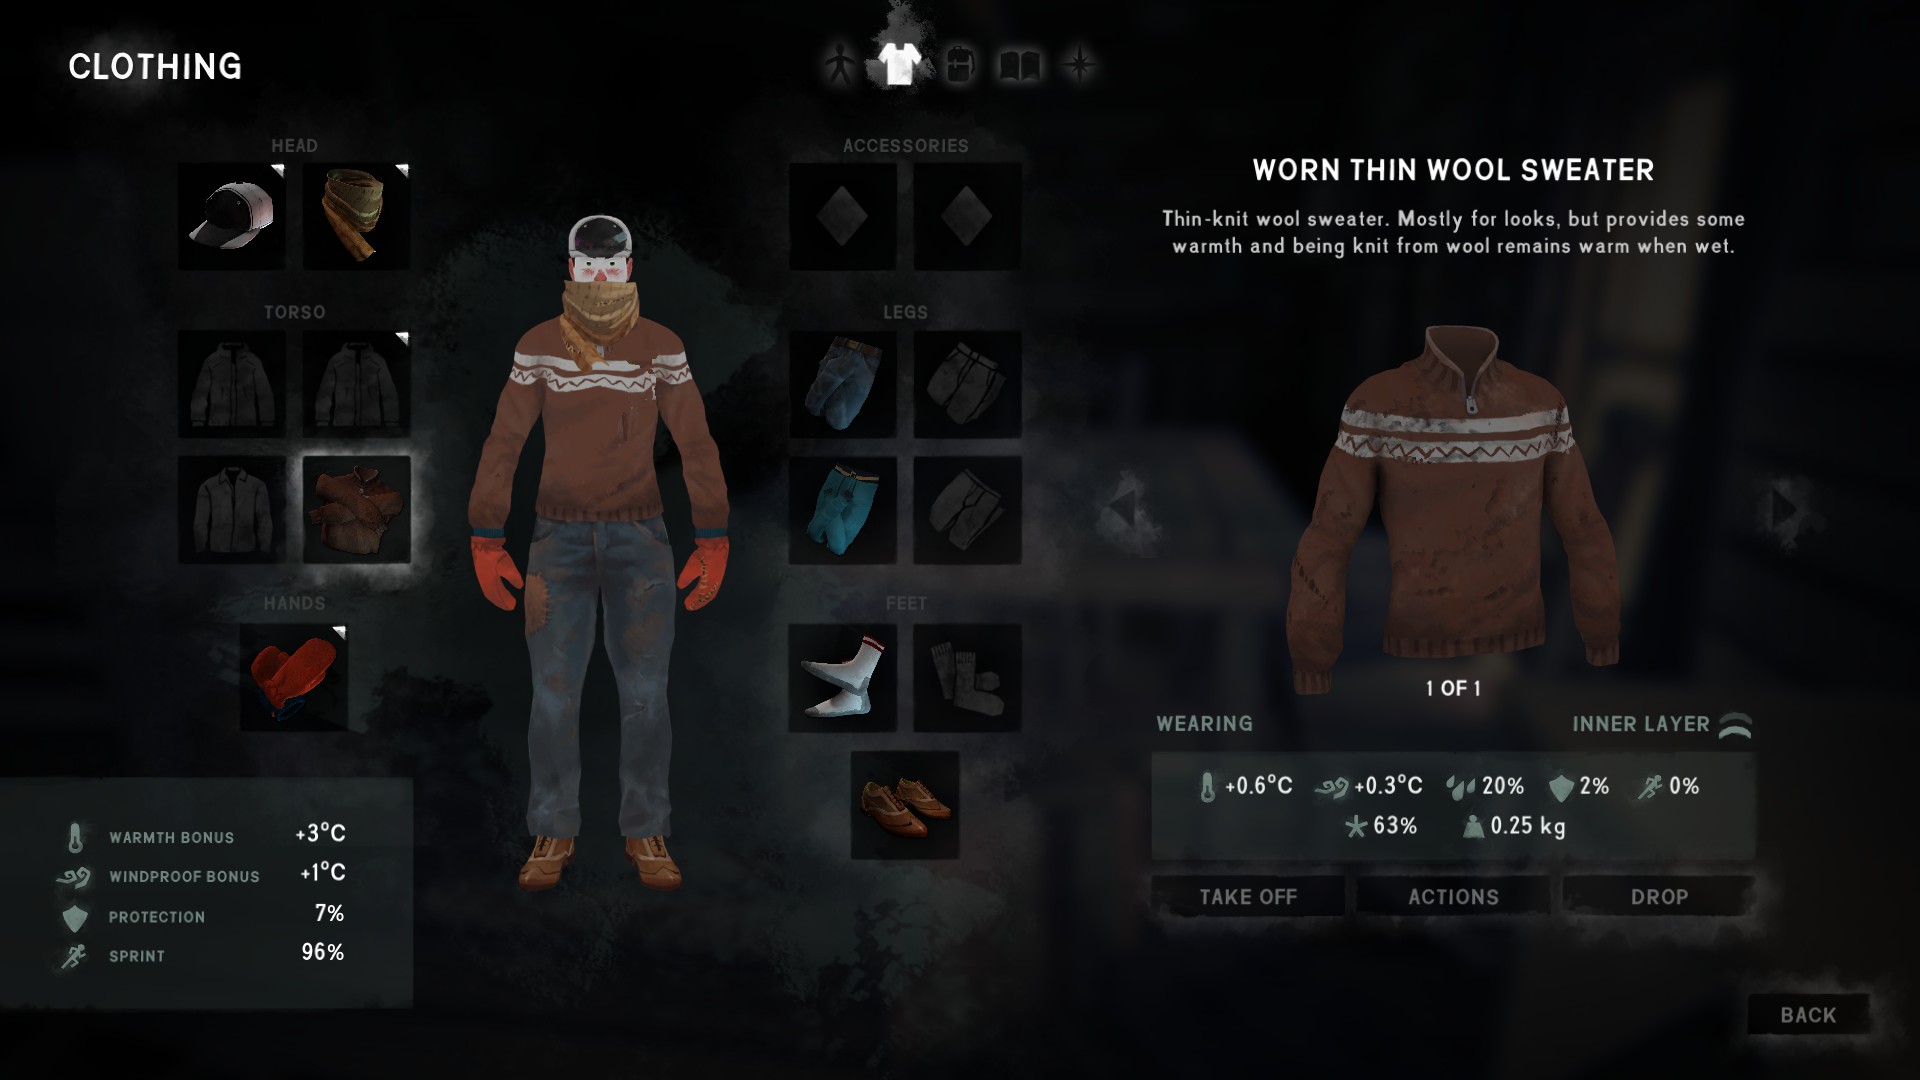 CLOTHING
HEAD
ACCESSORIES
TORSO
LEGS
HANDS
FEET
WARMTH BONUS +3°C
WINDPROOF BONUS +1°C
PROTECTION 7%
SPRINT 96%
WORN THIN WOOL SWEATER
Thin-knit wool sweater. Mostly for looks, but provides some
warmth and being knit from wool remains warm when wet.
1 OF 1
WEARING INNER LAYER
+0.6°C +0.3°C 20% 2% 0%
63% 0.25 kg
TAKE OFF ACTIONS DROP
BACK